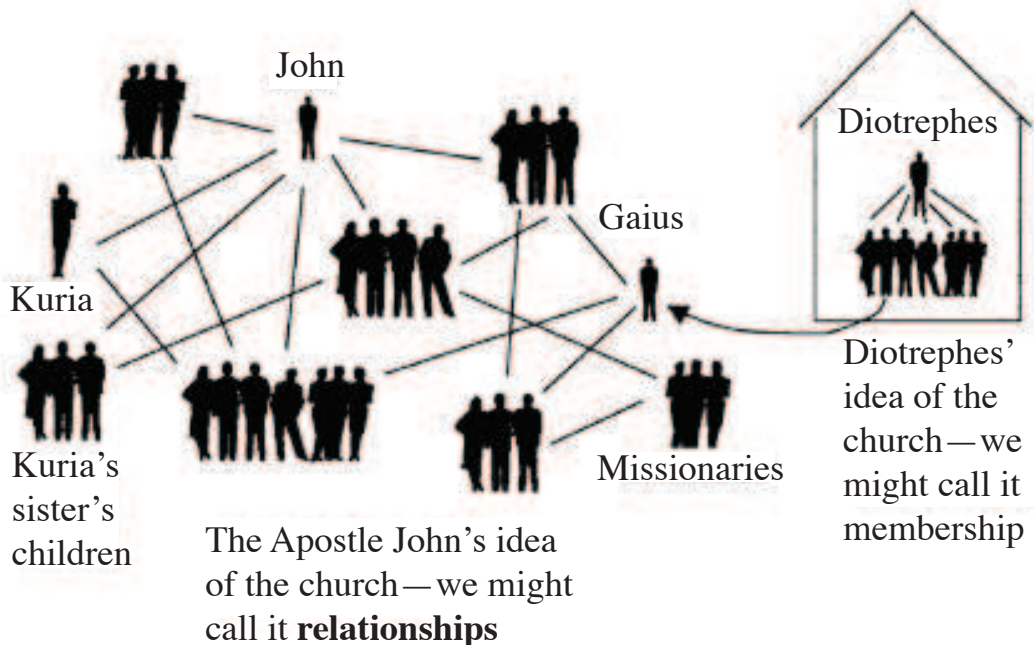 John
Diotrephes
Gaius
Kuria
Kuria’s
sister’s
children
Missionaries
The Apostle John’s idea
of the church—we might
call it relationships
Diotrephes’
idea of the
church—we
might call it
membership